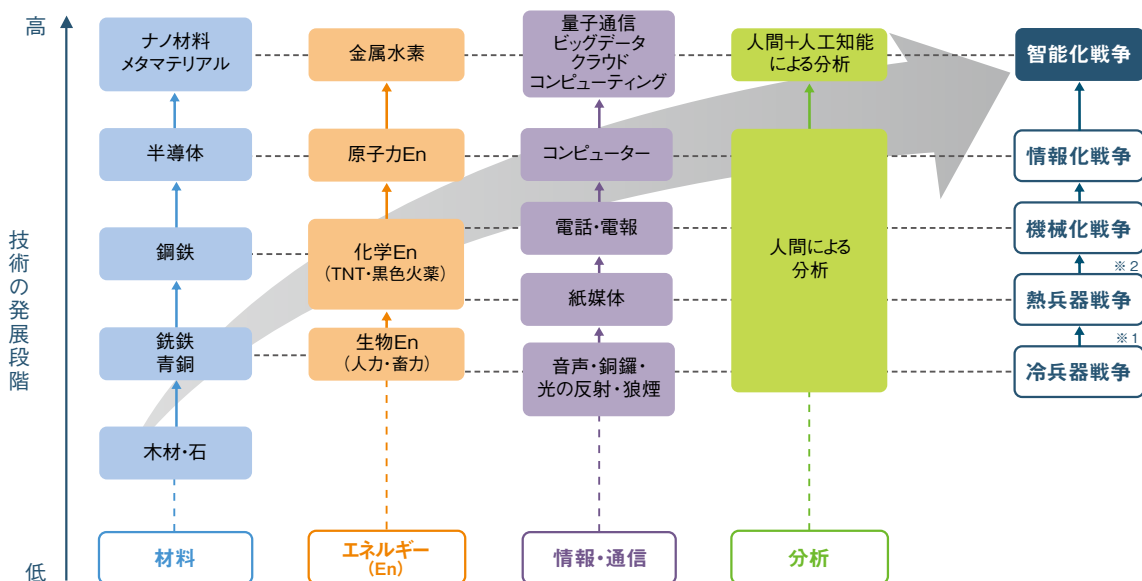 高
技術の発展段階
低
ナノ材料
メタマテリアル
半導体
鋼鉄
銑鉄
青銅
木材・石
材料
金属水素
原子力En
化学En
（TNT・黒色火薬）
生物En
（人力・畜力）
エネルギー
（En）
量子通信
ビッグデータ
クラウド
コンピューティング
コンピューター
電話・電報
紙媒体
音声・銅鑼・
光の反射・狼煙
情報・通信
人間＋人工知能
による分析
人間による
分析
分析
智能化戦争
情報化戦争
機械化戦争
※2
熱兵器戦争
※1
冷兵器戦争